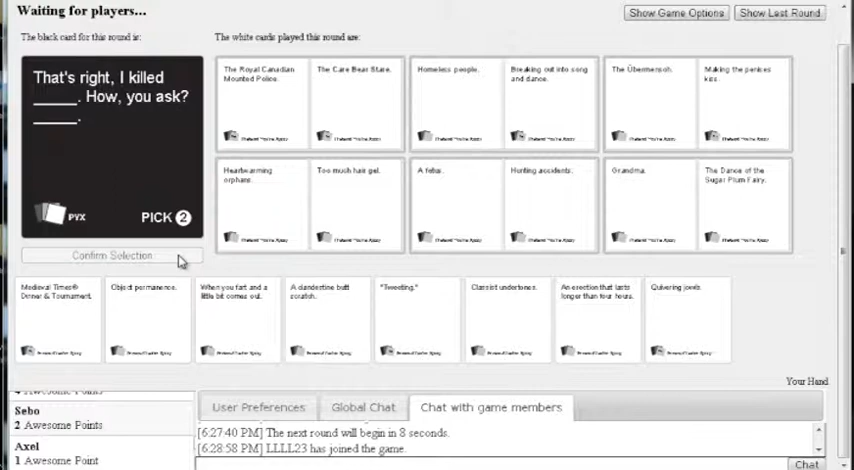 Waiting for players...
Show Game Options
Show Last Round
The black card for this round is:
The white cards played this round are:
That's right, I killed
_____. How, you ask?
_____.
PYX
PICK 2
The Royal Canadian
Mounted Police.
The Care Bear Stare.
Homeless people.
Breaking out into song
and dance.
The Übermensch.
Making the penises
kiss.
Heartwarming
orphans.
Too much hair gel.
A fetus.
Hunting accidents.
Grandma.
The Dance of the
Sugar Plum Fairy.
Confirm Selection
Medieval Times®
Dinner & Tournament.
Object permanence.
When you fart and a
little bit comes out.
A clandestine butt
scratch.
"Tweeting."
Classist undertones.
An erection that lasts
longer than four hours.
Quivering jowls.
Your Hand
4 Awesome Points
Sebo
2 Awesome Points
Axel
1 Awesome Point
User Preferences
Global Chat
Chat with game members
[6:27:40 PM] The next round will begin in 8 seconds.
[6:28:58 PM] LLLL23 has joined the game.
Chat